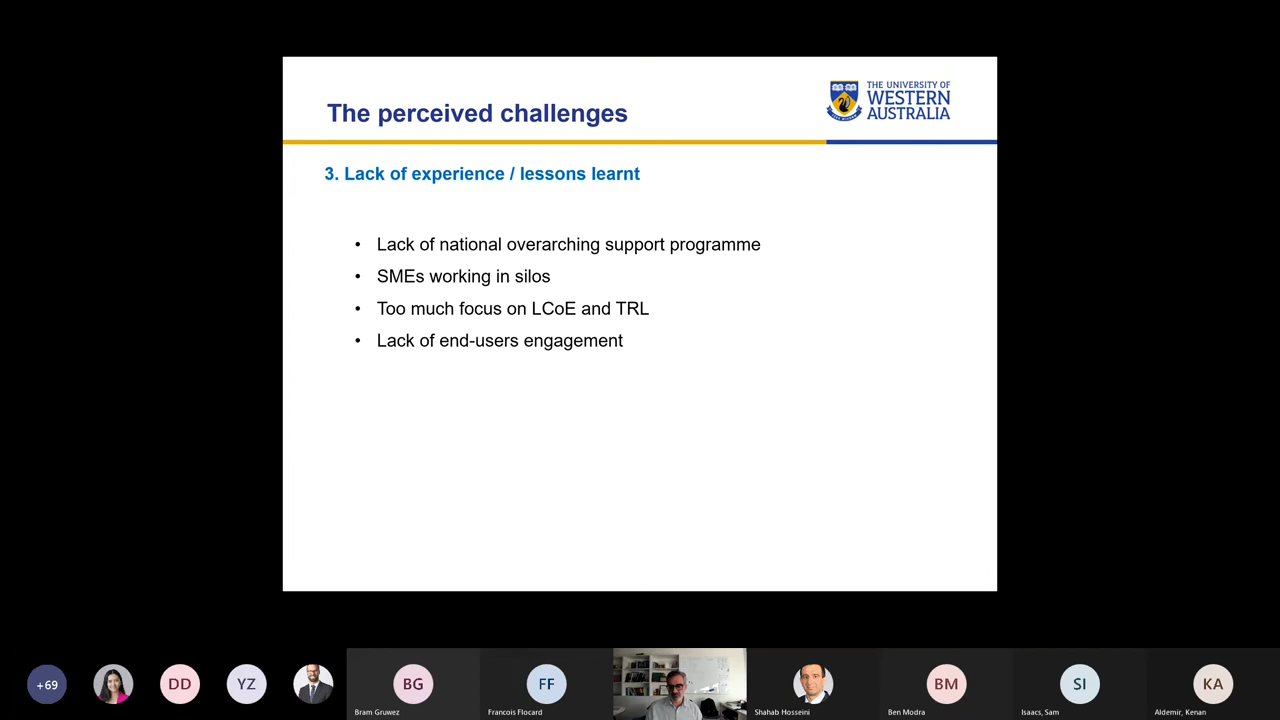 The perceived challenges
THE UNIVERSITY OF
WESTERN
AUSTRALIA
3. Lack of experience / lessons learnt
• Lack of national overarching support programme
• SMEs working in silos
• Too much focus on LCoE and TRL
• Lack of end-users engagement
+69
DD
YZ
BG
FF
BM
SI
KA
Bram Gruwez
Francois Flocard
Shahab Hosseini
Ben Modra
Isaacs, Sam
Aldemir, Kenan